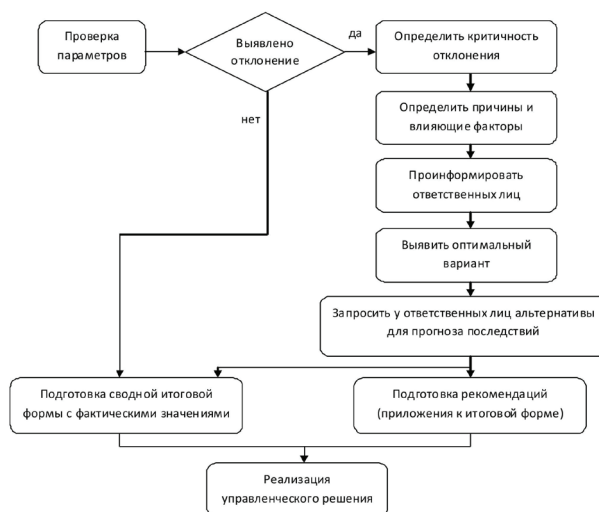 Проверка
параметров
Выявлено
отклонение
да
нет
Определить критичность
отклонения
Определить причины и
влияющие факторы
Проинформировать
ответственных лиц
Выявить оптимальный
вариант
Запросить у ответственных лиц альтернативы
для прогноза последствий
Подготовка сводной итоговой
формы с фактическими значениями
Подготовка рекомендаций
(приложения к итоговой форме)
Реализация
управленческого решения